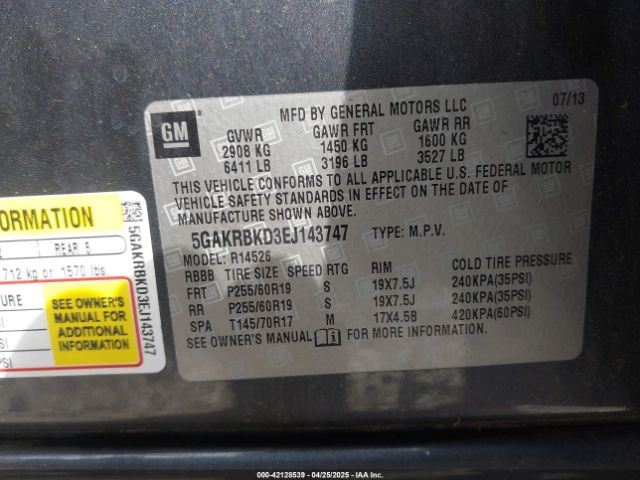 MFD BY GENERAL MOTORS LLC 07/13
GM
GVWR GAWR FRT GAWR RR
2908 KG 1450 KG 1600 KG
6411 LB 3196 LB 3527 LB
THIS VEHICLE CONFORMS TO ALL APPLICABLE U.S. FEDERAL MOTOR
VEHICLE SAFETY STANDARDS IN EFFECT ON THE DATE OF
MANUFACTURE SHOWN ABOVE.
5GAKRBKD3EJ143747 TYPE: M.P.V.
MODEL: R14526
RBBB TIRE SIZE SPEED RTG RIM COLD TIRE PRESSURE
FRT P255/60R19 S 19X7.5J 240KPA(35PSI)
RR P255/60R19 S 19X7.5J 240KPA(35PSI)
SPA T145/70R17 M 17X4.5B 420KPA(60PSI)
SEE OWNER'S MANUAL FOR MORE INFORMATION.
ORMATION
REAR 5
712 kg or 1570 lbs.
SEE OWNER'S
MANUAL FOR
ADDITIONAL
INFORMATION
5GAKRBKD3EJ143747
000-42128539 - 04/25/2025 - www.iaai.com